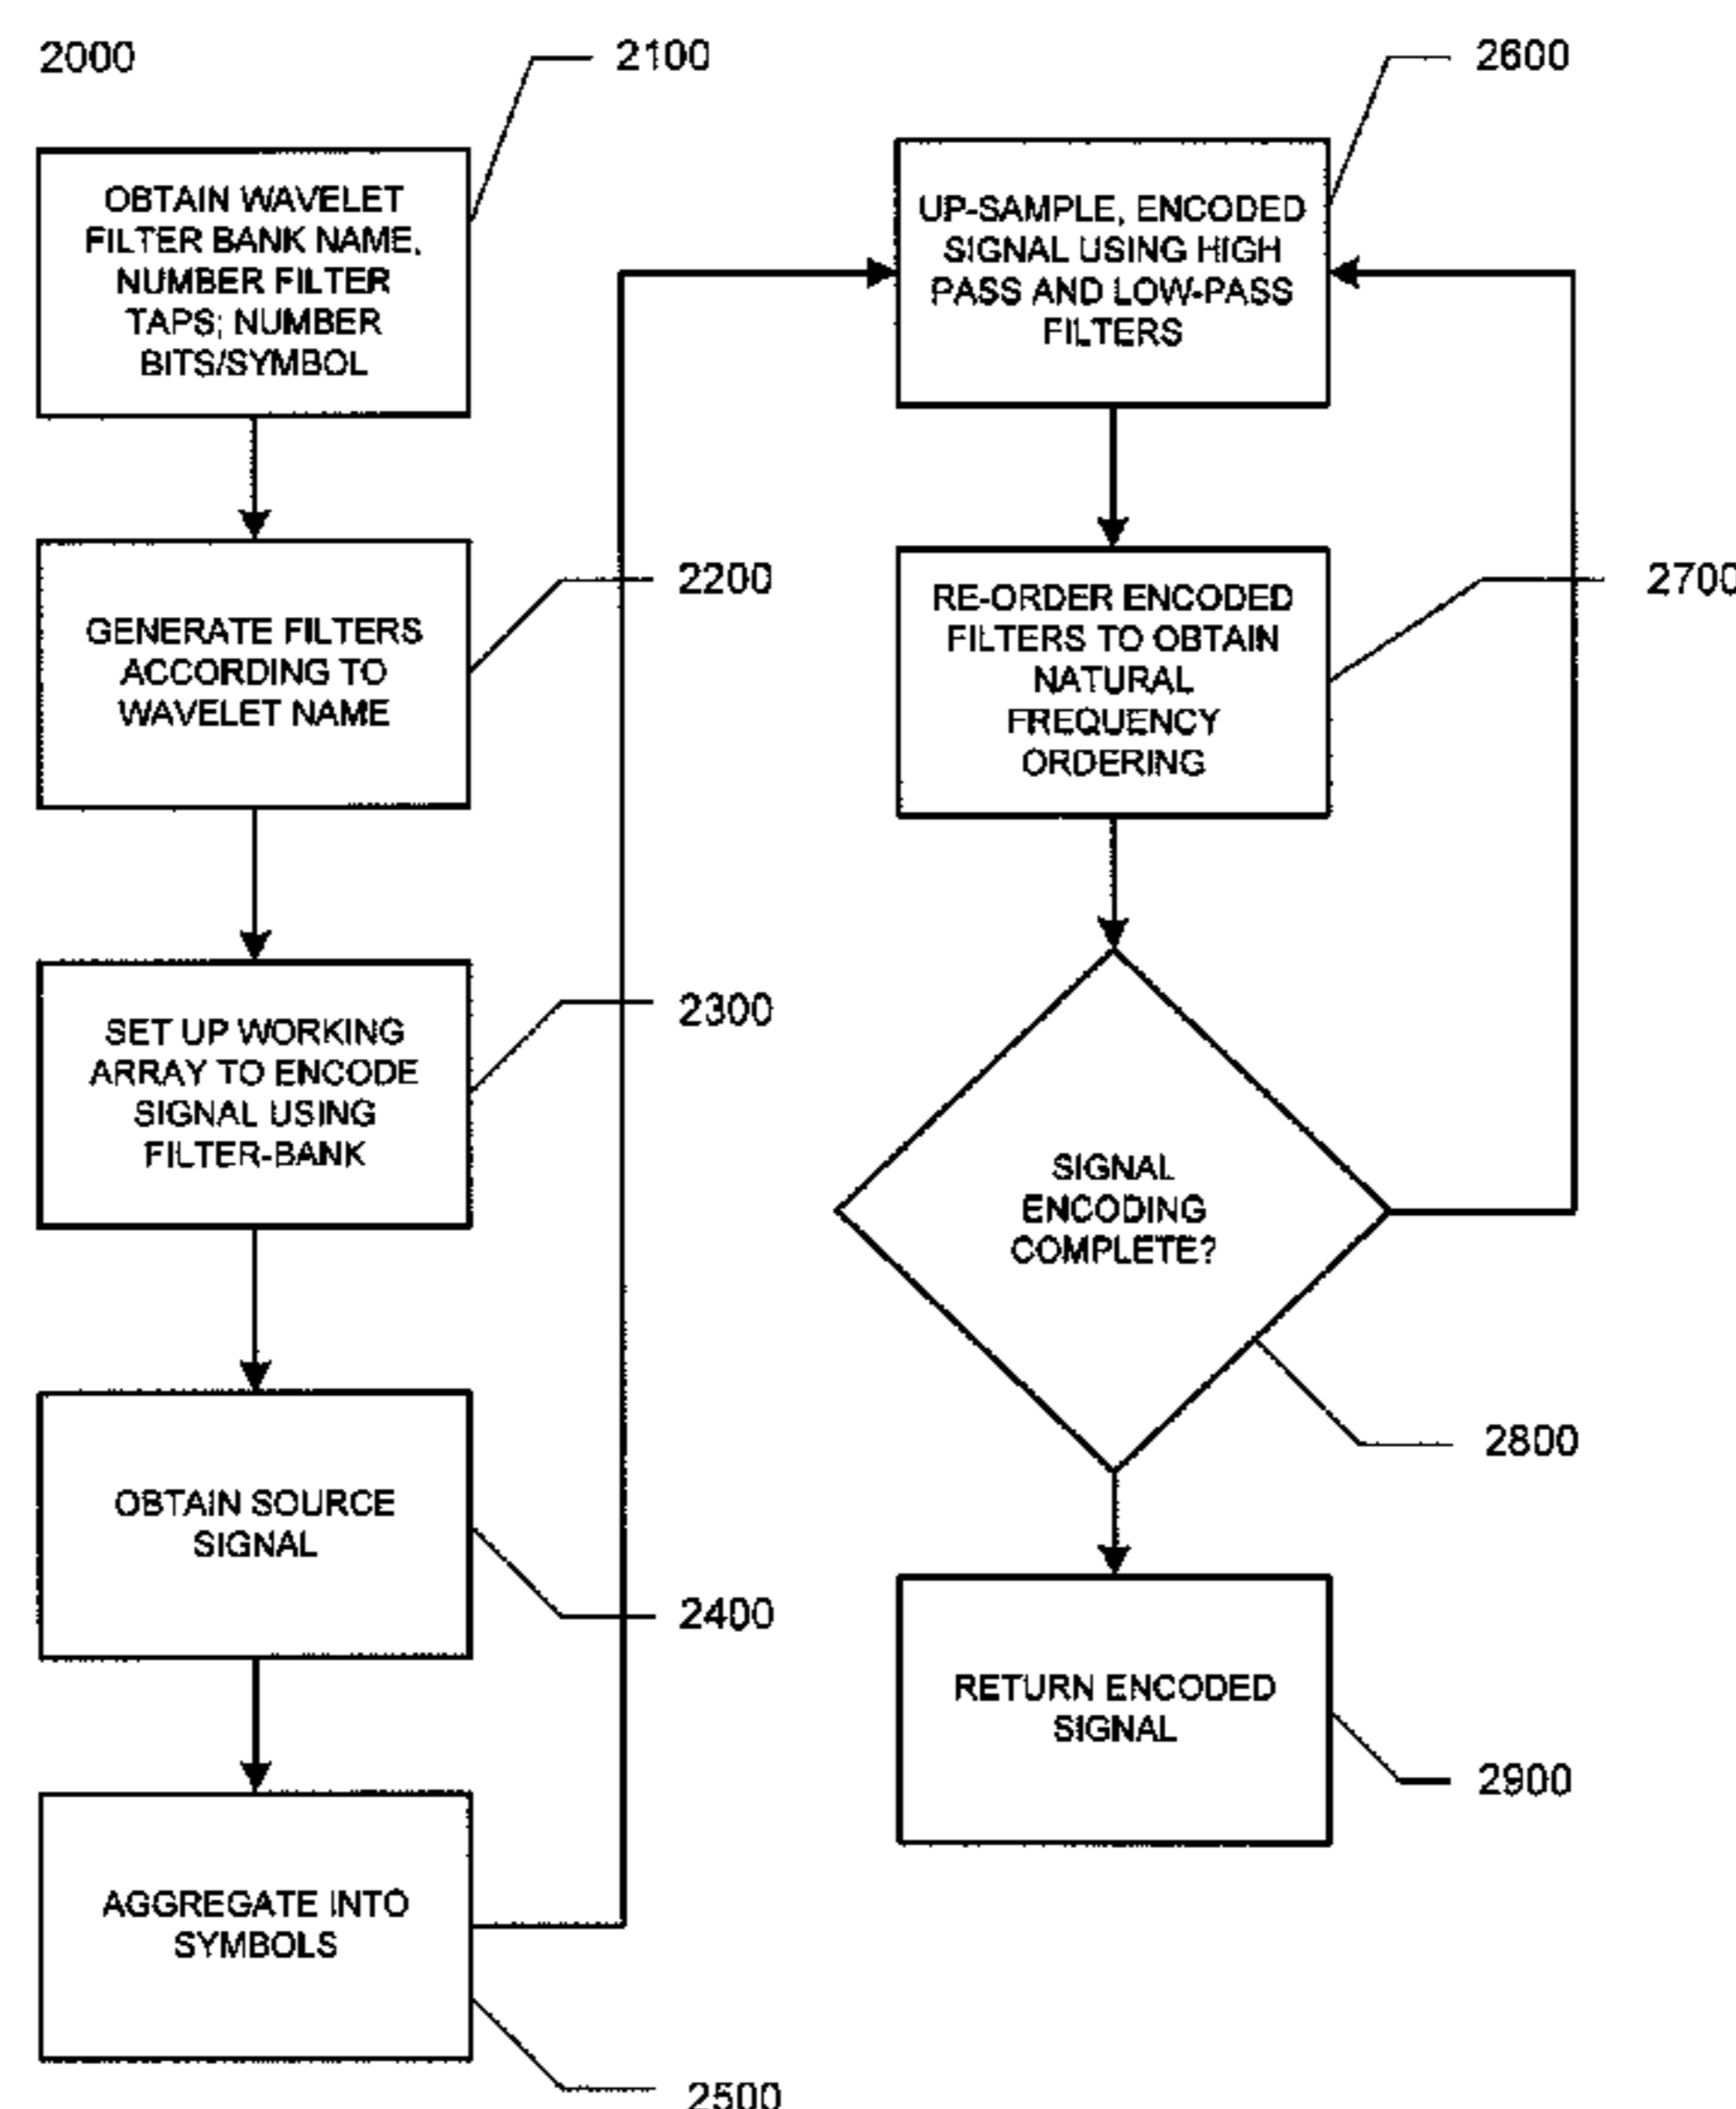 2000
2100
OBTAIN WAVELET
FILTER BANK NAME,
NUMBER FILTER
TAPS; NUMBER
BITS/SYMBOL
2200
GENERATE FILTERS
ACCORDING TO
WAVELET NAME
2300
SET UP WORKING
ARRAY TO ENCODE
SIGNAL USING
FILTER-BANK
OBTAIN SOURCE
SIGNAL
2400
AGGREGATE INTO
SYMBOLS
2500
2600
UP-SAMPLE, ENCODED
SIGNAL USING HIGH
PASS AND LOW-PASS
FILTERS
2700
RE-ORDER ENCODED
FILTERS TO OBTAIN
NATURAL
FREQUENCY
ORDERING
SIGNAL
ENCODING
COMPLETE?
2800
RETURN ENCODED
SIGNAL
2900